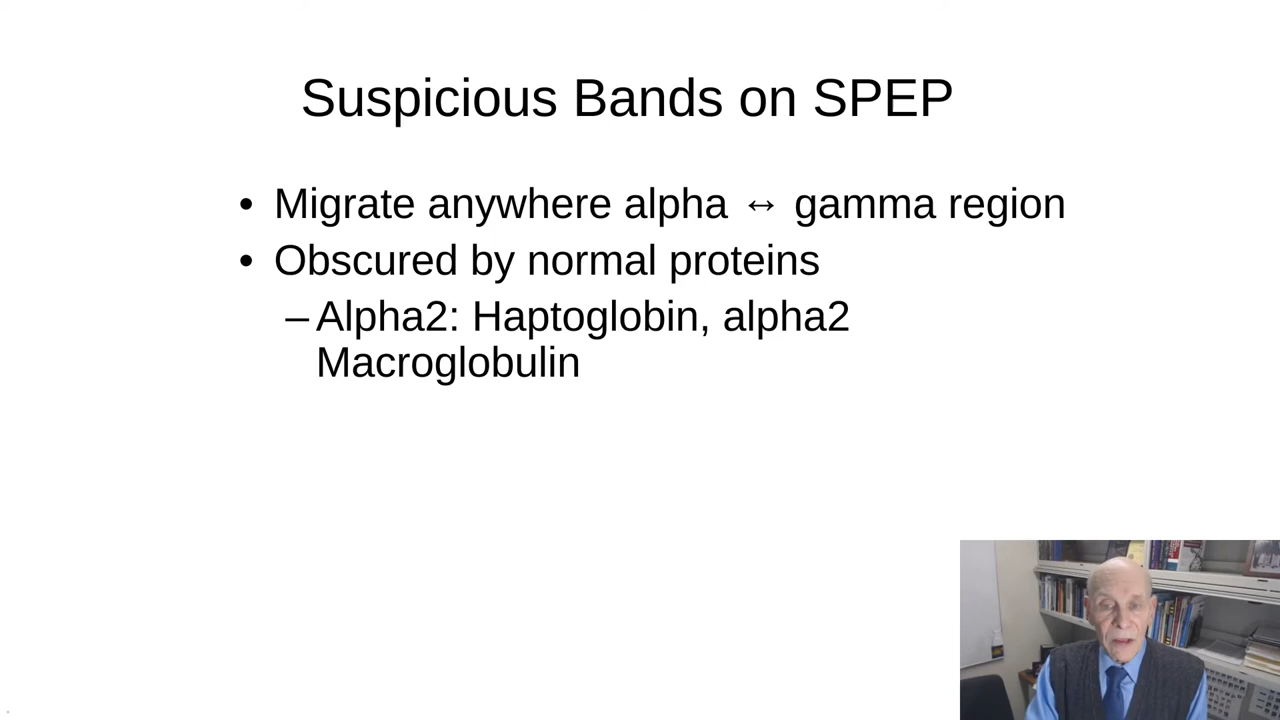 Suspicious Bands on SPEP
• Migrate anywhere alpha ↔ gamma region
• Obscured by normal proteins
– Alpha2: Haptoglobin, alpha2
Macroglobulin